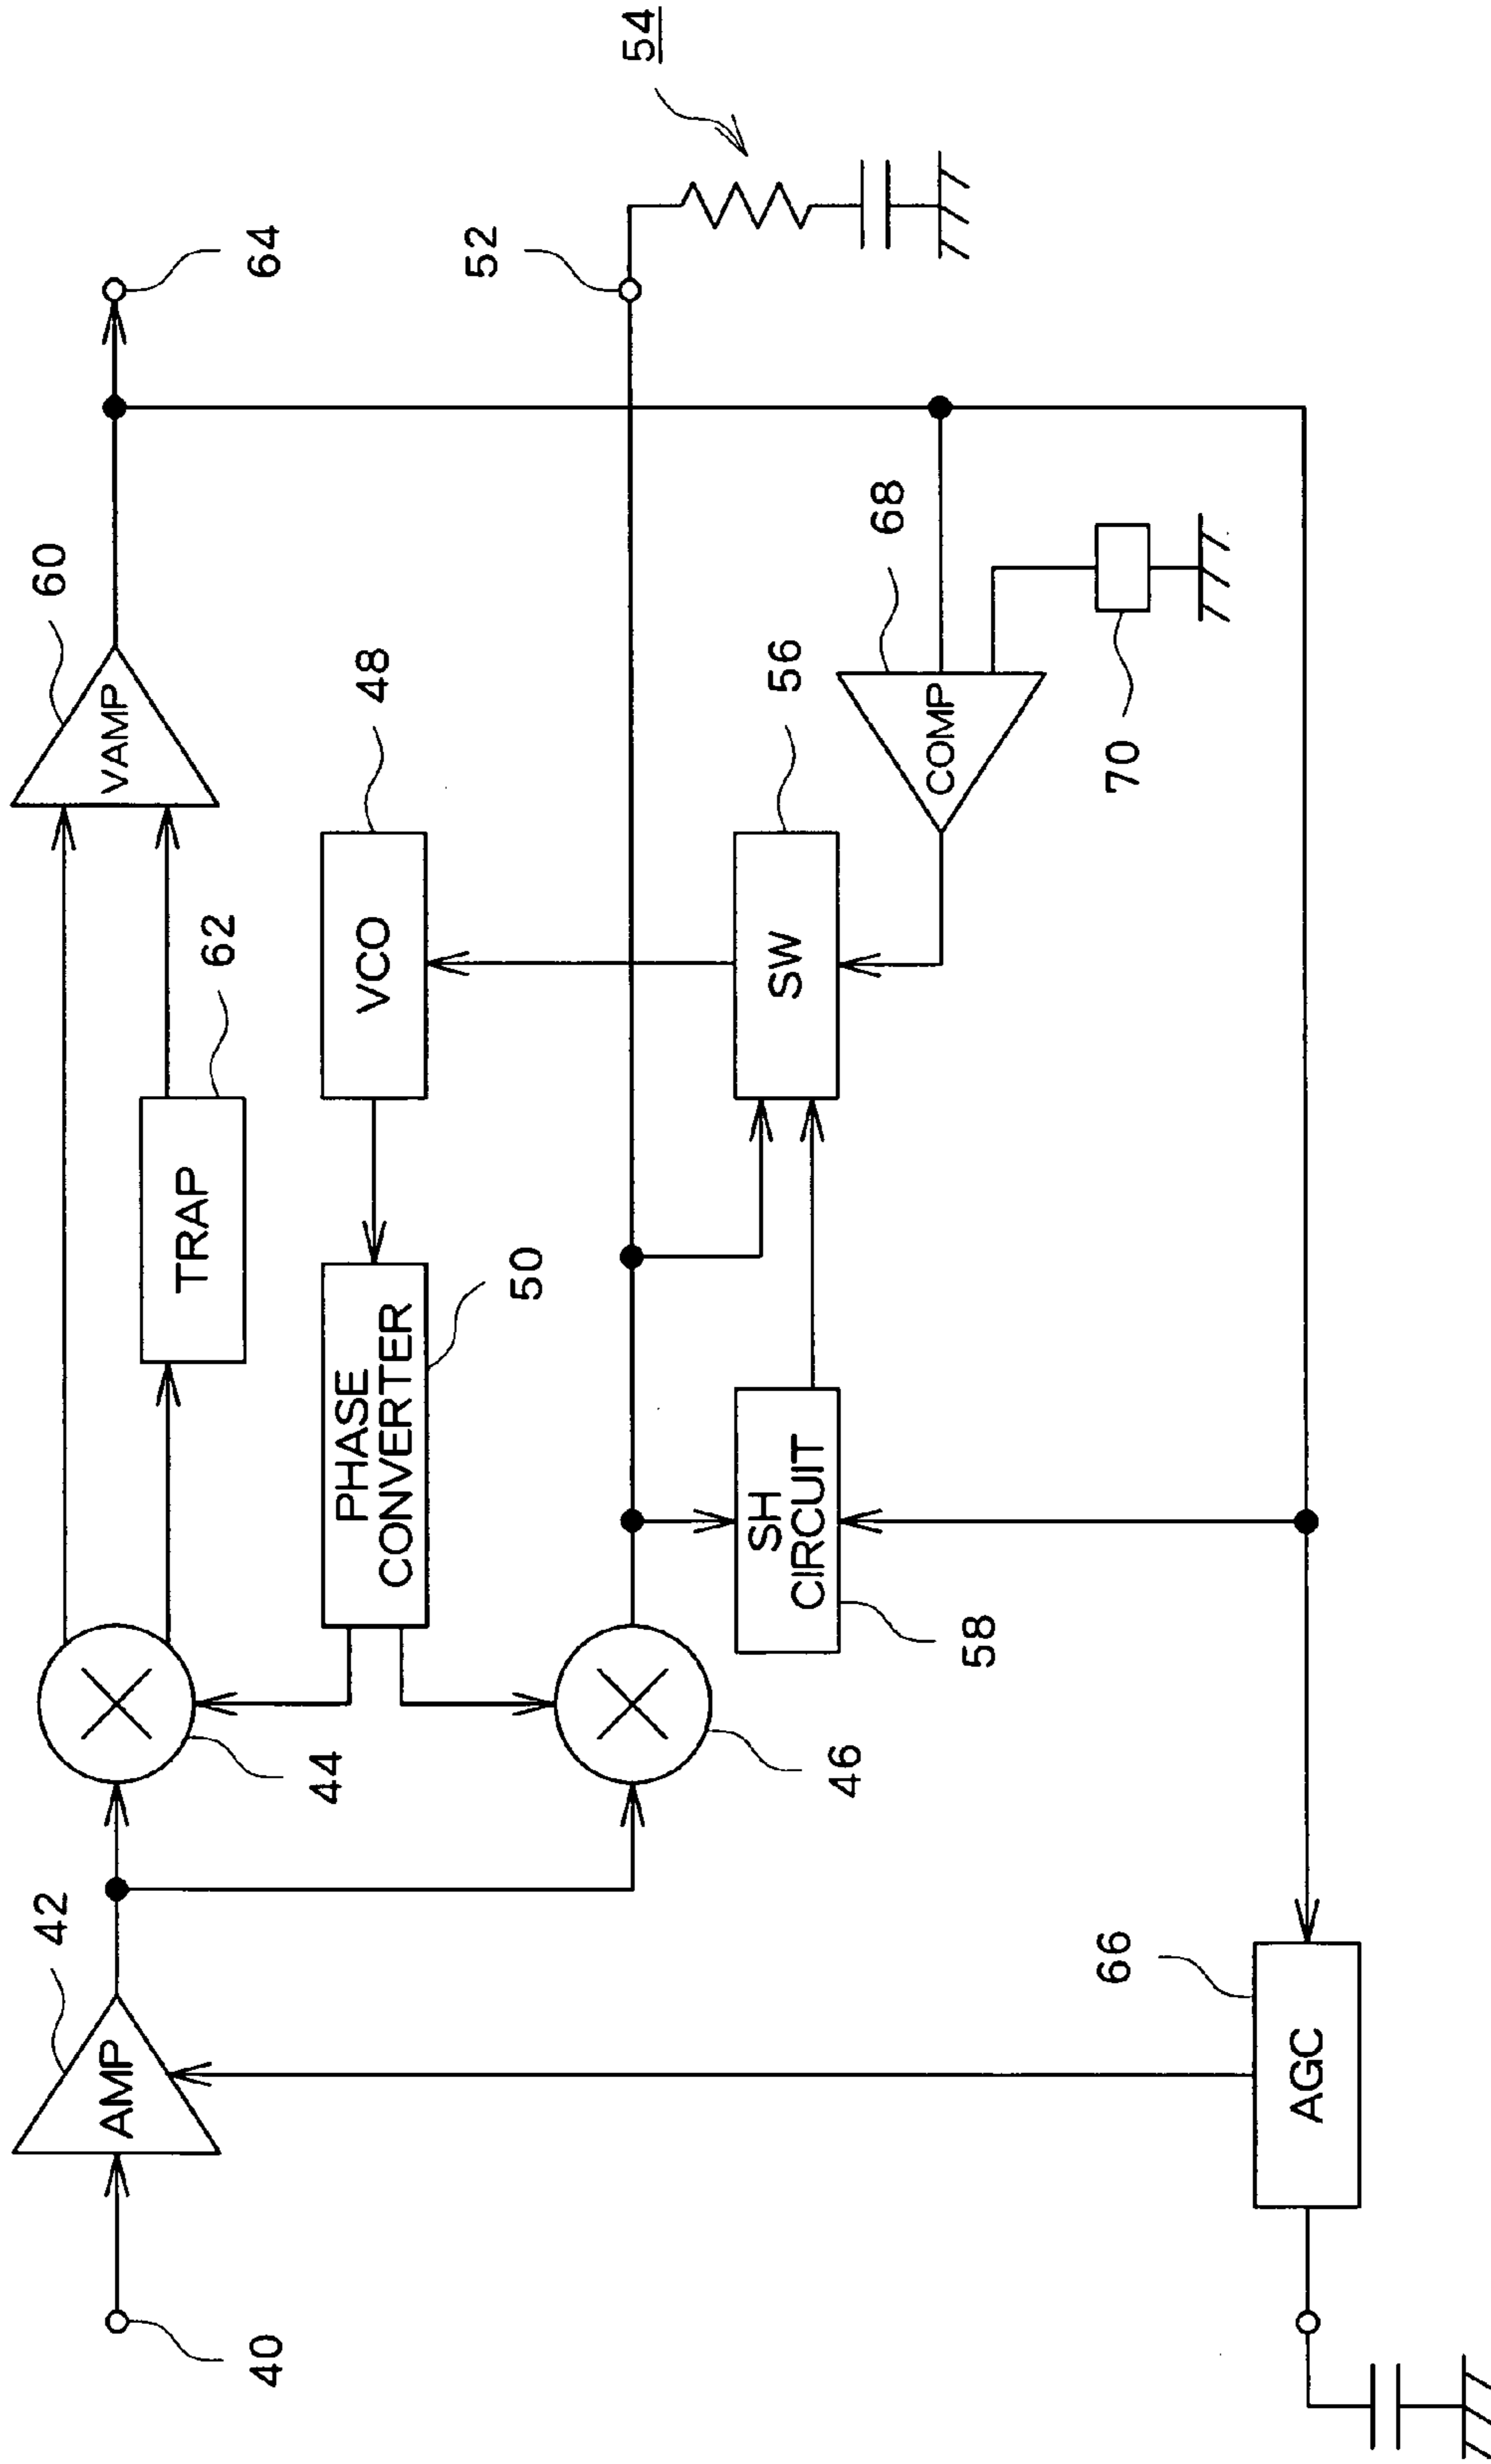 40
AMP
42
44
TRAP
62
VAMP
60
64
PHASE
CONVERTER
50
VCO
48
46
52
54
SH
CIRCUIT
58
SW
56
COMP
68
70
AGC
66